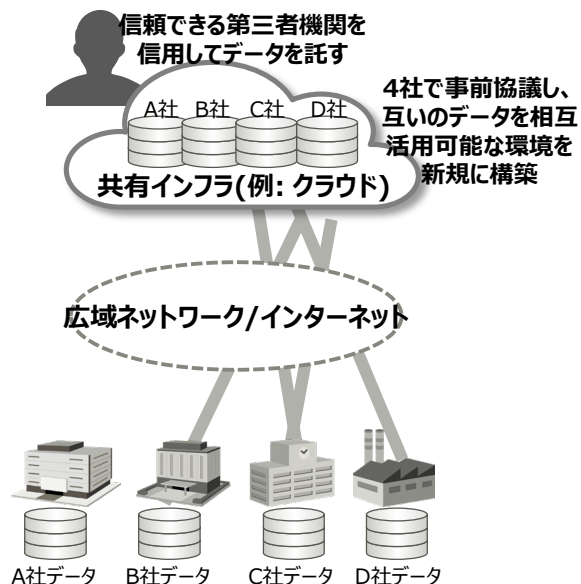 信頼できる第三者機関を
信用してデータを託す
4社で事前協議し、
互いのデータを相互
活用可能な環境を
新規に構築
A社 B社 C社 D社
共有インフラ(例: クラウド)
広域ネットワーク/インターネット
A社データ B社データ C社データ D社データ